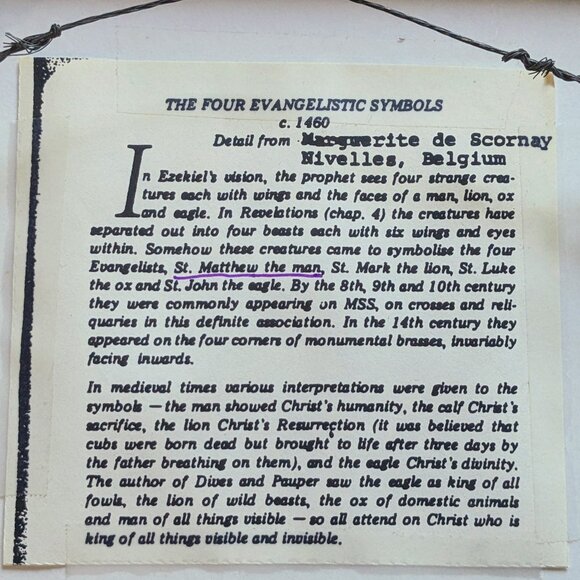 THE FOUR EVANGELISTIC SYMBOLS
c. 1460
Detail from Marguerite de Scornay
Nivelles, Belgium
In Ezekiel's vision, the prophet sees four strange crea-
tures each with wings and the faces of a man, lion, ox
and eagle. In Revelations (chap. 4) the creatures have
separated out into four beasts each with six wings and eyes
within. Somehow these creatures came to symbolise the four
Evangelists, St. Matthew the man, St. Mark the lion, St. Luke
the ox and St. John the eagle. By the 8th, 9th and 10th century
they were commonly appearing on MSS, on crosses and reli-
quaries in this definite association. In the 14th century they
appeared on the four corners of monumental brasses, invariably
facing inwards.
In medieval times various interpretations were given to the
symbols — the man showed Christ's humanity, the calf Christ's
sacrifice, the lion Christ's Resurrection (it was believed that
cubs were born dead but brought to life after three days by
the father breathing on them), and the eagle Christ's divinity.
The author of Dives and Pauper saw the eagle as king of all
fowls, the lion of wild beasts, the ox of domestic animals
and man of all things visible — so all attend on Christ who is
king of all things visible and invisible.